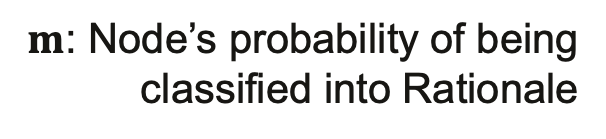 m: Node’s probability of being
classified into Rationale